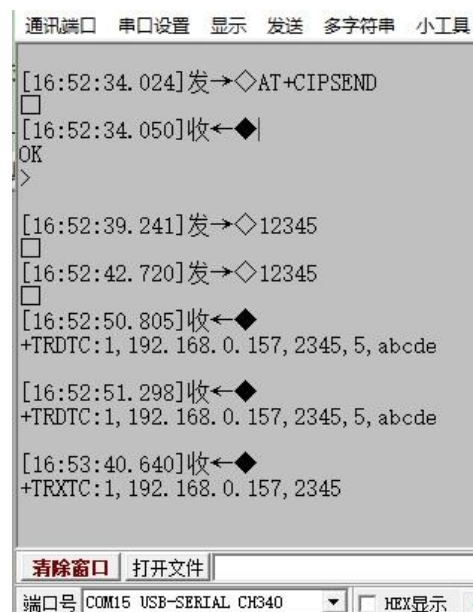 通讯端口 串口设置 显示 发送 多字符串 小工具
[16:52:34.024]发→◇AT+CIPSEND
□
[16:52:34.050]收←◆
OK
>
[16:52:39.241]发→◇12345
□
[16:52:42.720]发→◇12345
□
[16:52:50.805]收←◆
+TRDTC:1,192.168.0.157,2345,5,abcde
[16:52:51.298]收←◆
+TRDTC:1,192.168.0.157,2345,5,abcde
[16:53:40.640]收←◆
+TRXTC:1,192.168.0.157,2345
清除窗口 打开文件
端口号 COM15 USB-SERIAL CH340 HEX显示